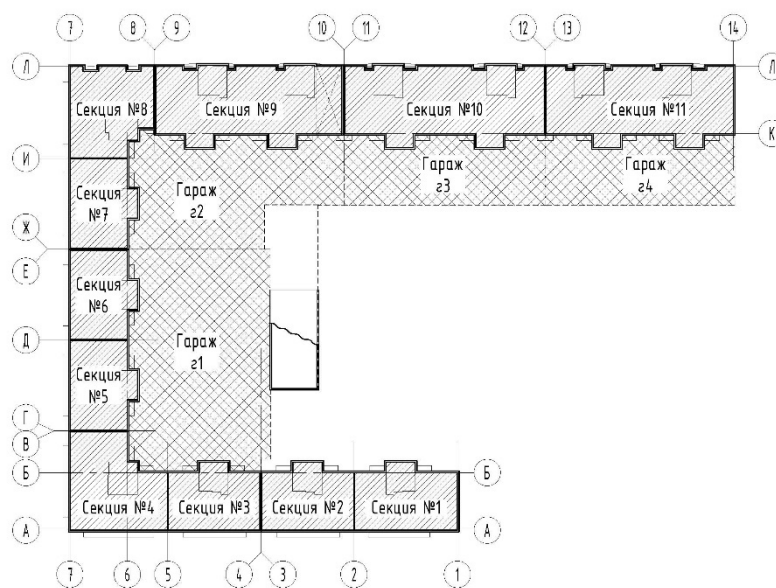 7 8 9 10 11 12 13 14
Л Л
Секция №8 Секция №9 Секция №10 Секция №11
К
И
Гараж Гараж Гараж
г2 г3 г4
Секция
№7
Ж
Е
Секция
№6
Гараж
г1
Д
Секция
№5
Г
В
Б Б
Секция №4 Секция №3 Секция №2 Секция №1
А А
7 6 5 4 3 2 1